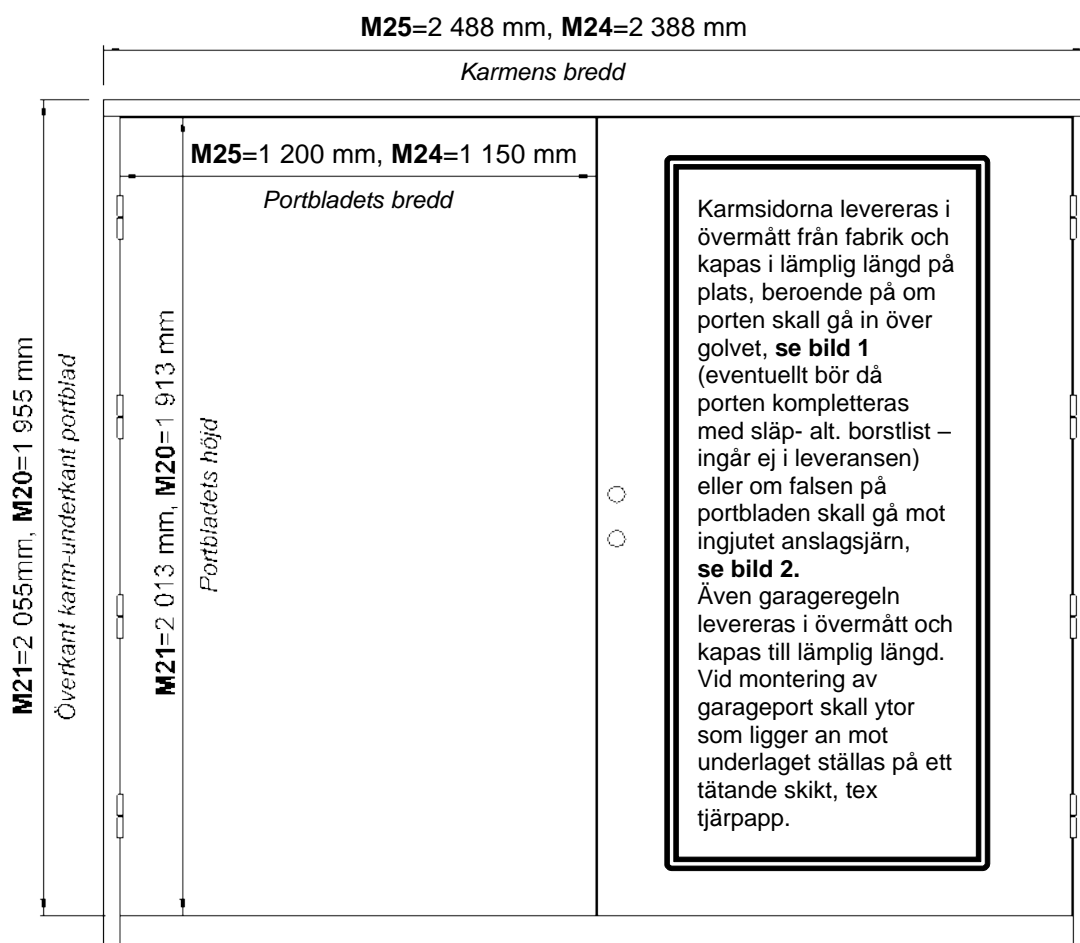 M25=2 488 mm, M24=2 388 mm
Karmens bredd
M25=1 200 mm, M24=1 150 mm
Portbladets bredd
M21=2 055mm, M20=1 955 mm
Överkant karm-underkant portblad
M21=2 013 mm, M20=1 913 mm
Portbladets höjd
Karmsidorna levereras i
övermått från fabrik och
kapas i lämplig längd på
plats, beroende på om
porten skall gå in över
golvet, se bild 1
(eventuellt bör då
porten kompletteras
med släp- alt. borstlist –
ingår ej i leveransen)
eller om falsen på
portbladen skall gå mot
ingjutet anslagsjärn,
se bild 2.
Även garageregeln
levereras i övermått och
kapas till lämplig längd.
Vid montering av
garageport skall ytor
som ligger an mot
underlaget ställas på ett
tätande skikt, tex
tjärpapp.